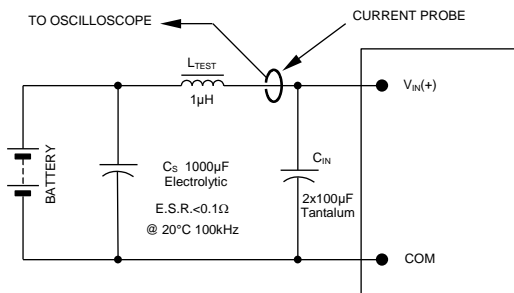 TO OSCILLOSCOPE
CURRENT PROBE
LTEST
1µH
VIN(+)
BATTERY
CS 1000µF
Electrolytic
E.S.R.<0.1Ω
@ 20°C 100kHz
CIN
2x100µF
Tantalum
COM